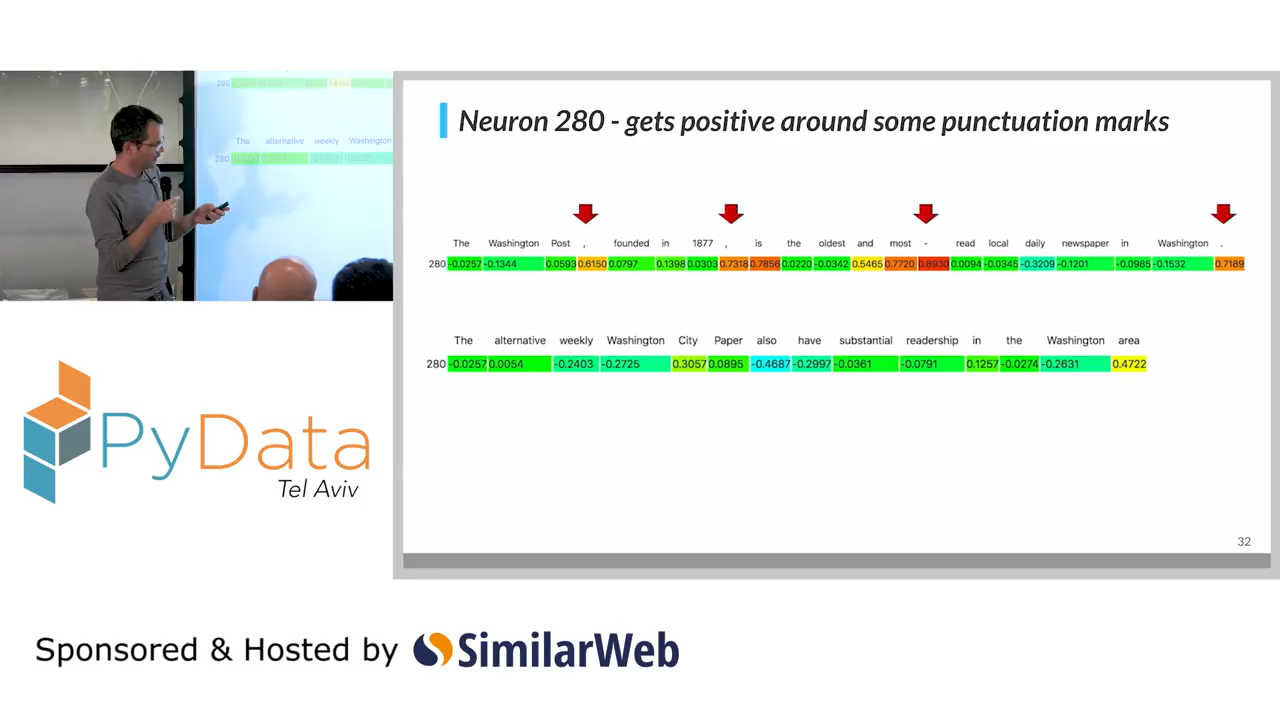 280
The alternative weekly Washington
280
Neuron 280 - gets positive around some punctuation marks
The Washington Post , founded in 1877 , is the oldest and most - read local daily newspaper in Washington .
280 -0.0257 -0.1344 0.0593 0.6150 0.0797 0.1398 0.0303 0.7318 0.7856 0.0220 -0.0342 0.5465 0.7720 0.8930 0.0094 -0.0345 -0.3209 -0.1201 -0.0985 -0.1532 0.7189
The alternative weekly Washington City Paper also have substantial readership in the Washington area
280 -0.0257 0.0054 -0.2403 -0.2725 0.3057 0.0895 -0.4687 -0.2997 -0.0361 -0.0791 0.1257 -0.0274 -0.2631 0.4722
32
PyData
Tel Aviv
Sponsored & Hosted by SimilarWeb